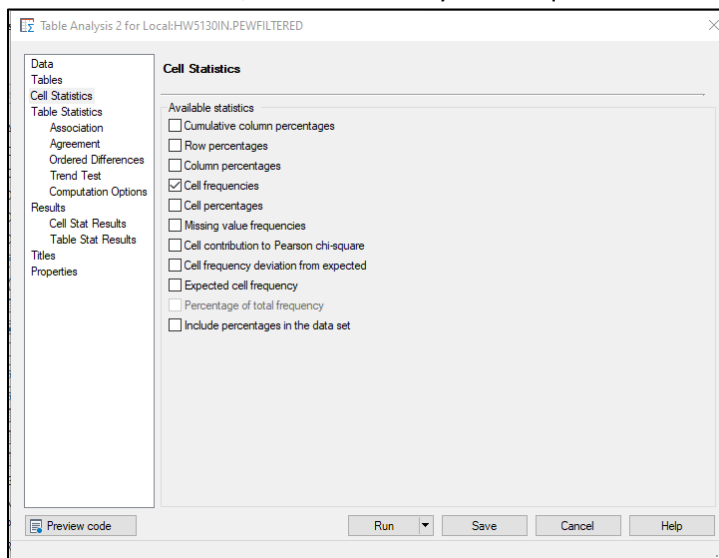 Table Analysis 2 for Local:HW5130IN.PEWFILTERED
Data
Tables
Cell Statistics
Table Statistics
Association
Agreement
Ordered Differences
Trend Test
Computation Options
Results
Cell Stat Results
Table Stat Results
Titles
Properties
Cell Statistics
Available statistics
Cumulative column percentages
Row percentages
Column percentages
Cell frequencies
Cell percentages
Missing value frequencies
Cell contribution to Pearson chi-square
Cell frequency deviation from expected
Expected cell frequency
Percentage of total frequency
Include percentages in the data set
Preview code
Run
Save
Cancel
Help